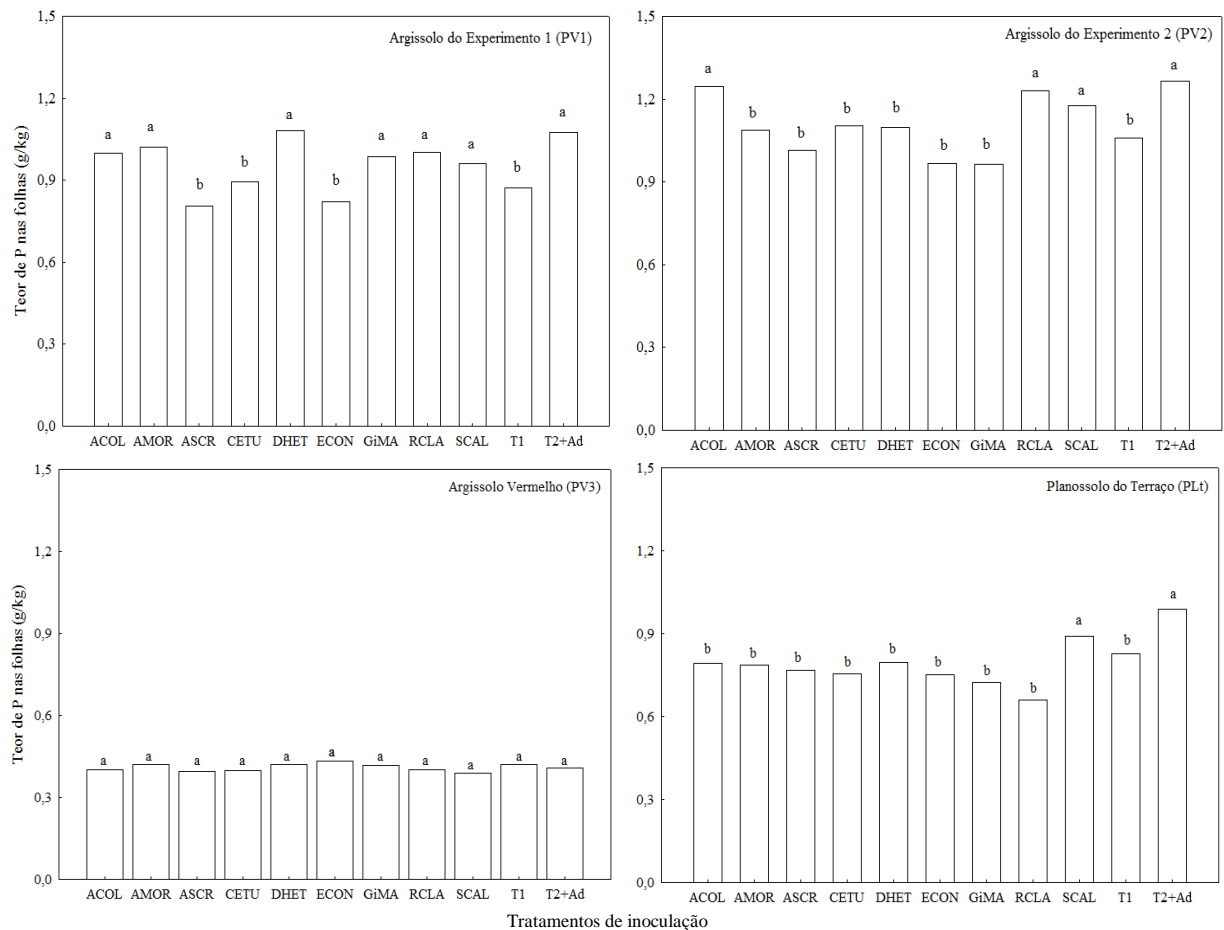 Argissolo do Experimento 1 (PV1)
Teor de P nas folhas (g/kg)
1,5
1,2
0,9
0,6
0,3
0,0
a a b b a b a a a b a
ACOL AMOR ASCR CETU DHET ECON GiMA RCLA SCAL T1 T2+Ad
Argissolo do Experimento 2 (PV2)
1,5
1,2
0,9
0,6
0,3
0,0
a b b b b b b a a b a
ACOL AMOR ASCR CETU DHET ECON GiMA RCLA SCAL T1 T2+Ad
Argissolo Vermelho (PV3)
Teor de P nas folhas (g/kg)
1,5
1,2
0,9
0,6
0,3
0,0
a a a a a a a a a a a
ACOL AMOR ASCR CETU DHET ECON GiMA RCLA SCAL T1 T2+Ad
Planossolo do Terraço (PLt)
1,5
1,2
0,9
0,6
0,3
0,0
b b b b b b b b a b a
ACOL AMOR ASCR CETU DHET ECON GiMA RCLA SCAL T1 T2+Ad
Tratamentos de inoculação